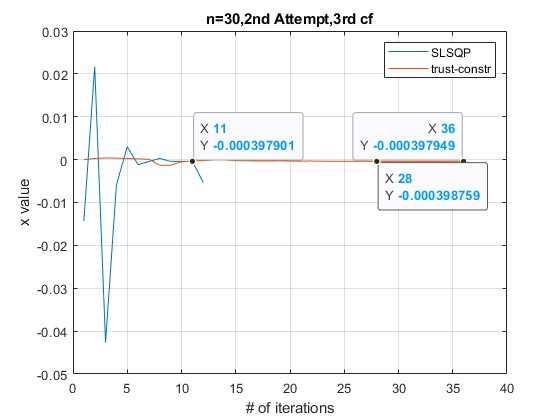 n=30,2nd Attempt,3rd cf
0.03
SLSQP
trust-constr
0.02
0.01
X 11
Y -0.000397901
X 36
Y -0.000397949
0
X 28
Y -0.000398759
-0.01
-0.02
-0.03
-0.04
-0.05
x value
0 5 10 15 20 25 30 35 40
# of iterations